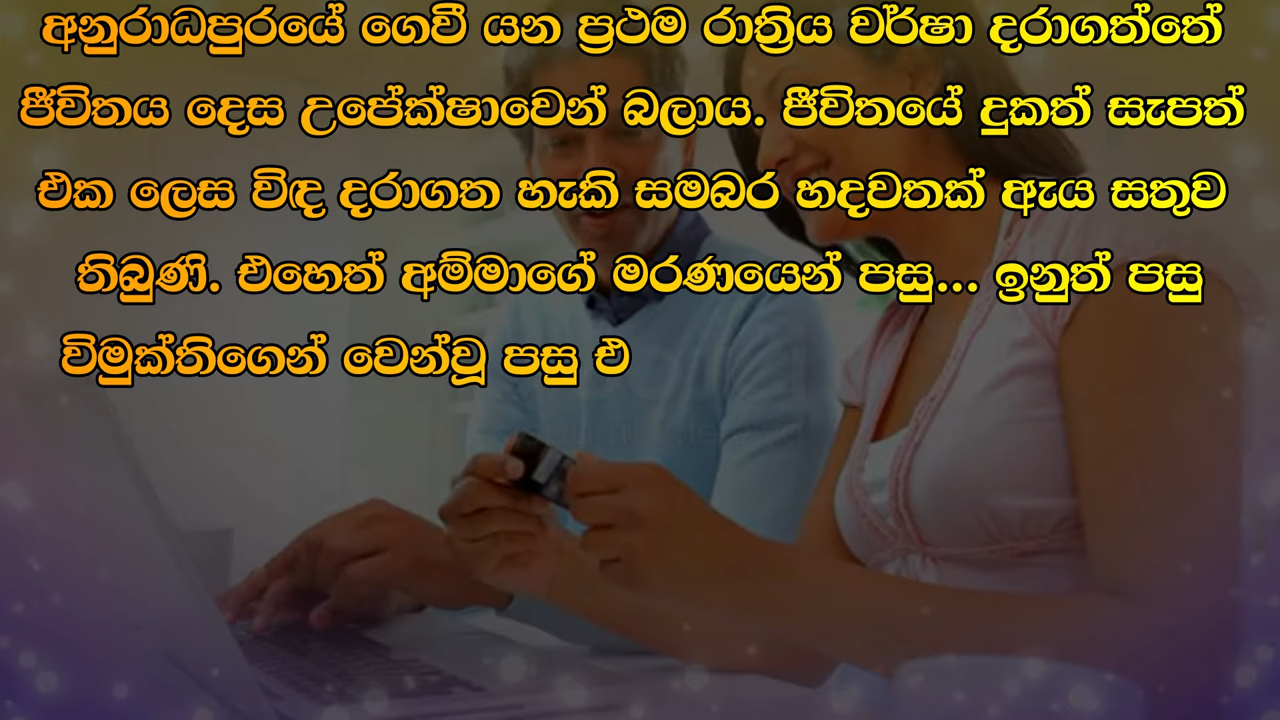 අනුරාධපුරයේ ගෙවී යන ප්‍රථම රාත්‍රිය වර්ෂා දරාගත්තේ
ජීවිතය දෙස උපේක්ෂාවෙන් බලාය. ජීවිතයේ දුකත් සැපත්
එක ලෙස විඳ දරාගත හැකි සමබර හදවතක් ඇය සතුව
තිබුණි. එහෙත් අම්මාගේ මරණයෙන් පසු... ඉනුත් පසු
විමුක්තිගෙන් වෙන්වූ පසු එ